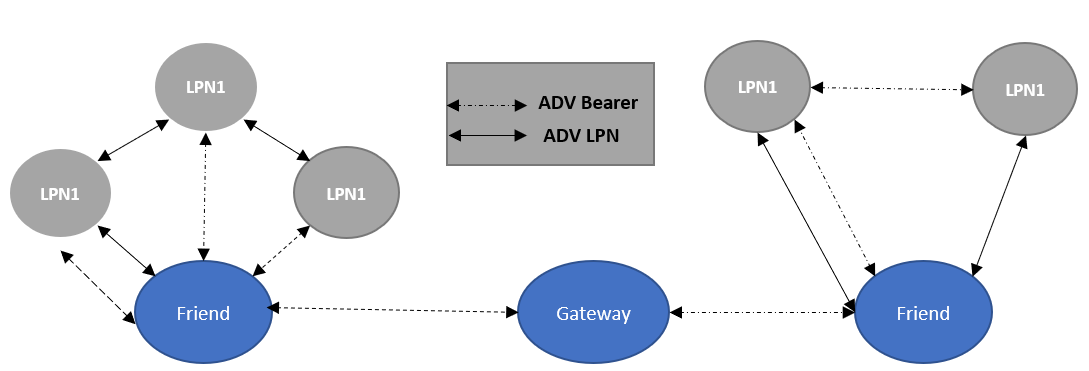 LPN1
LPN1
LPN1
Friend
ADV Bearer
ADV LPN
Gateway
LPN1
LPN1
Friend